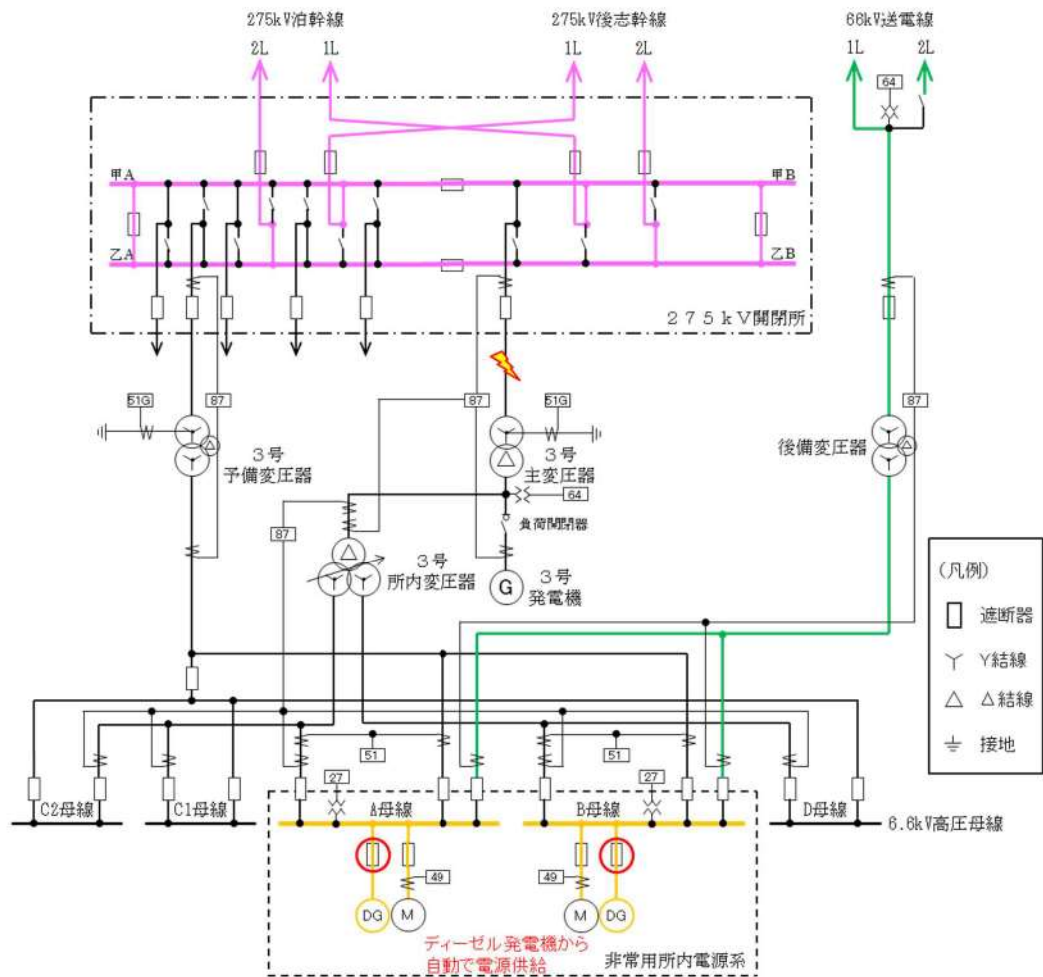 275kV泊幹線
275kV後志幹線
66kV送電線
2L
1L
1L
2L
1L
2L
64
甲A
甲B
乙A
乙B
275kV開閉所
51G
87
87
51G
87
3号
予備変圧器
3号
主変圧器
後備変圧器
64
87
負荷開閉器
3号
所内変圧器
G
3号
発電機
(凡例)
遮断器
Y結線
△結線
接地
51
51
27
27
C2母線
C1母線
A母線
B母線
D母線
6.6kV高圧母線
49
49
DG
M
M
DG
ディーゼル発電機から
自動で電源供給
非常用所内電源系